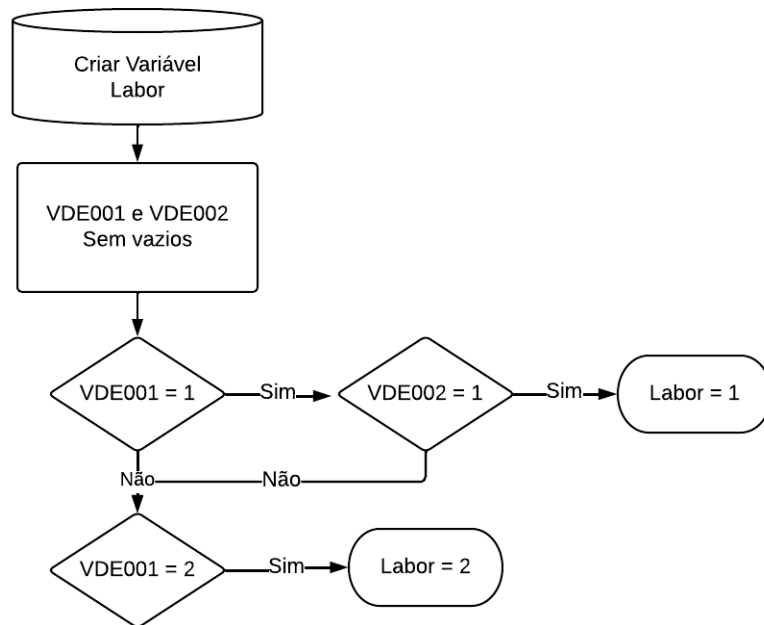 Criar Variável
Labor
VDE001 e VDE002
Sem vazios
VDE001 = 1
Sim
VDE002 = 1
Sim
Labor = 1
Não
Não
VDE001 = 2
Sim
Labor = 2